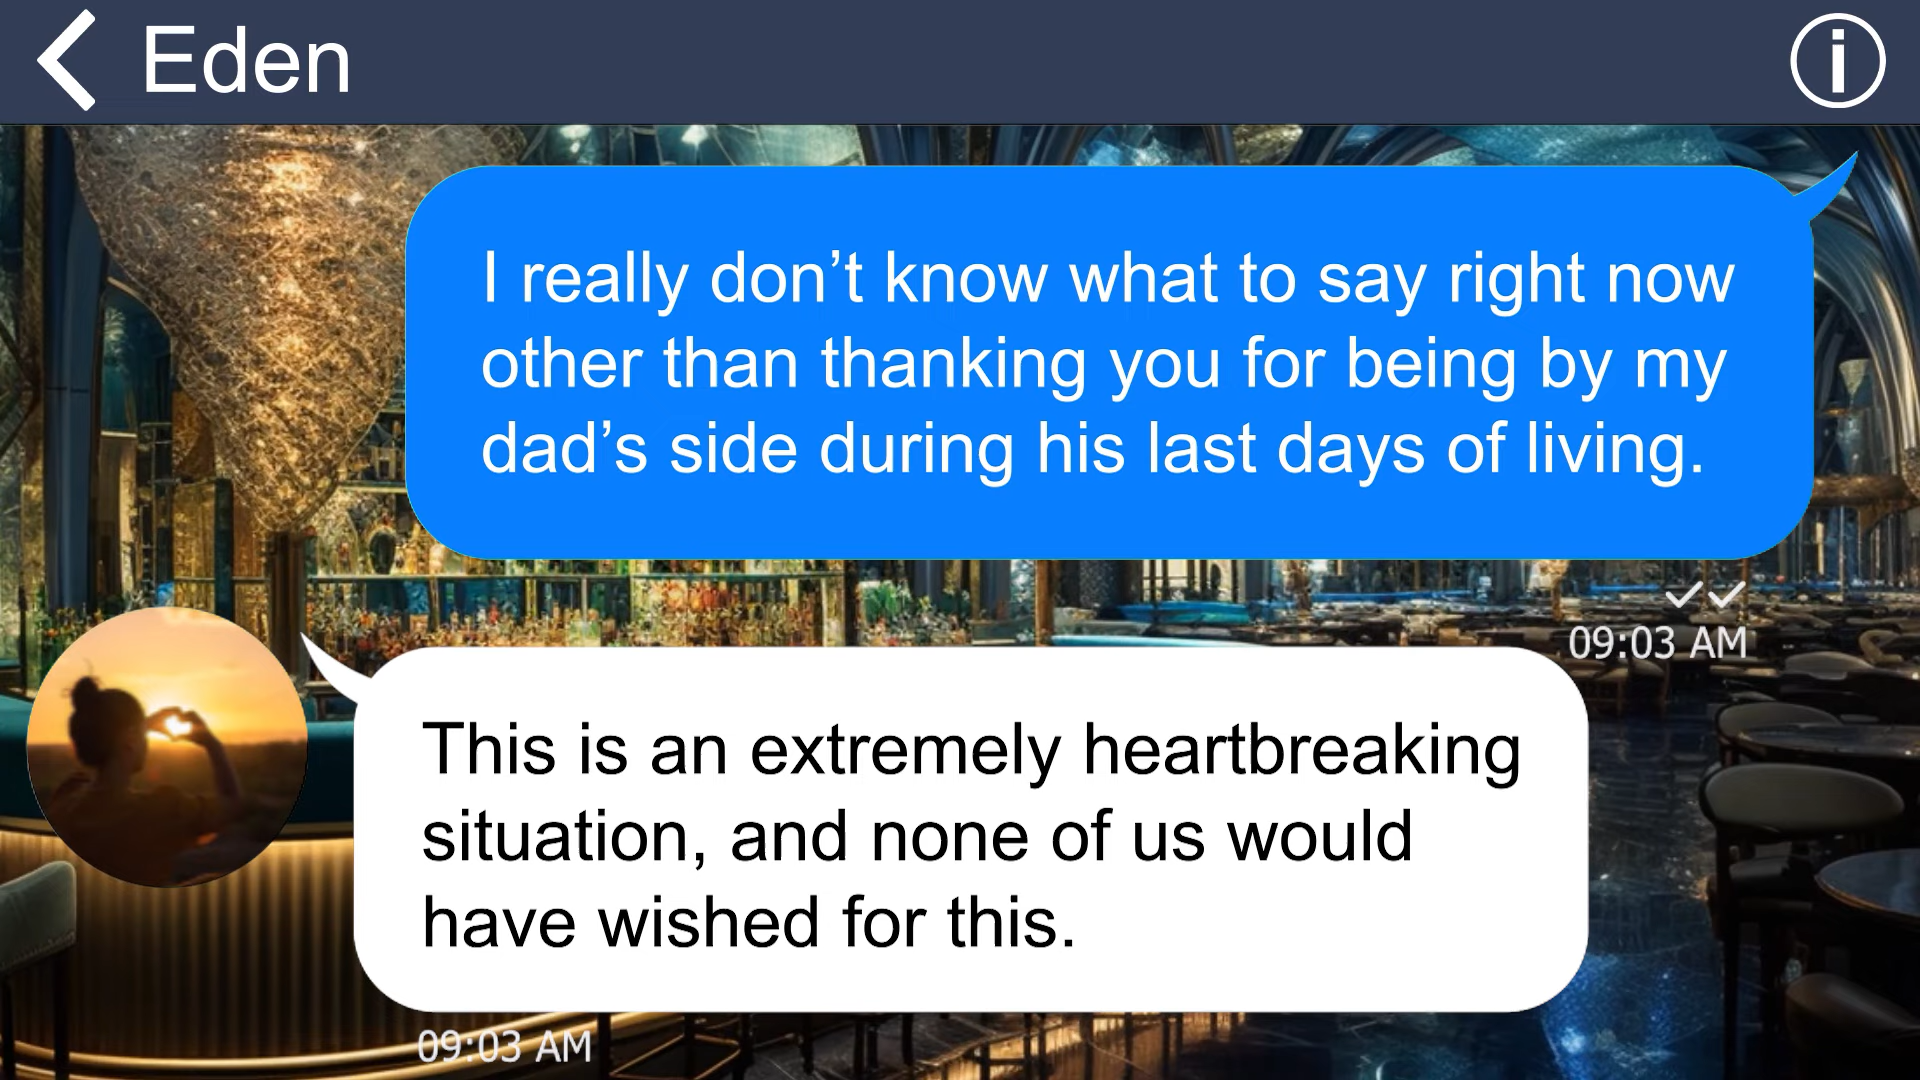 Eden
I really don’t know what to say right now
other than thanking you for being by my
dad’s side during his last days of living.
09:03 AM
This is an extremely heartbreaking
situation, and none of us would
have wished for this.
09:03 AM